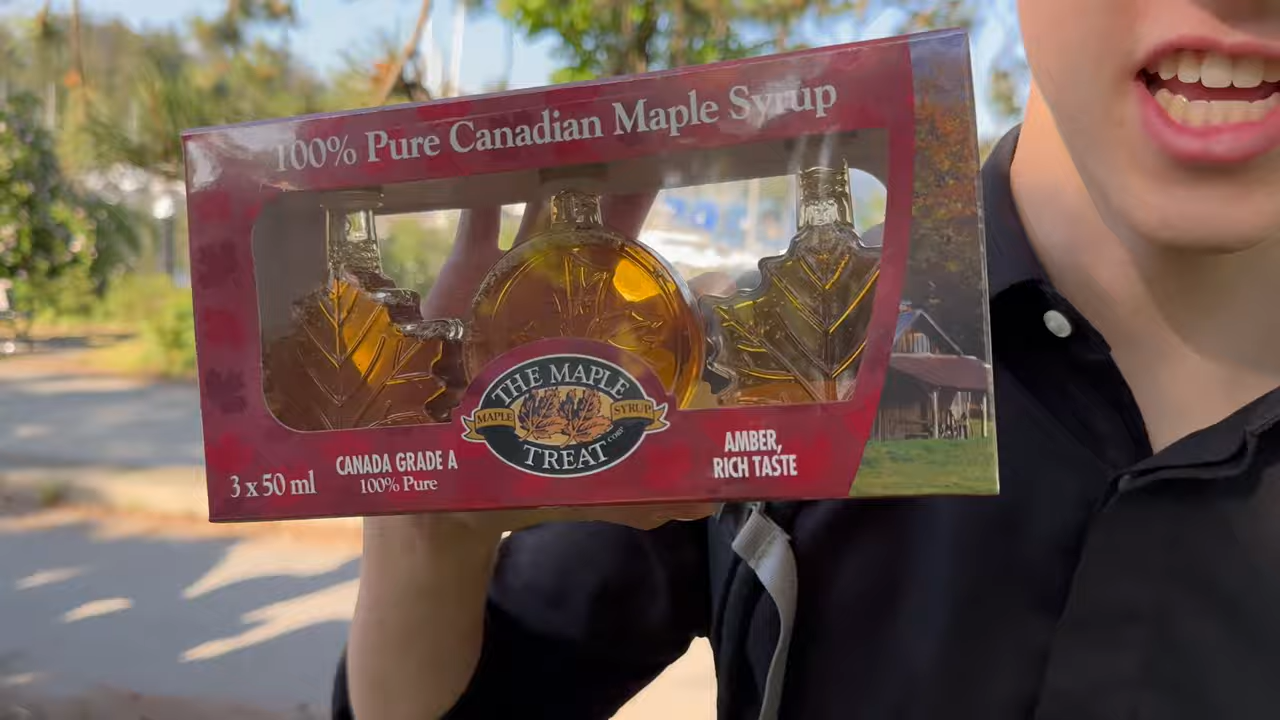 100% Pure Canadian Maple Syrup
THE MAPLE
MAPLE SYRUP
TREAT CORP
3 x 50 ml
CANADA GRADE A
100% Pure
AMBER,
RICH TASTE